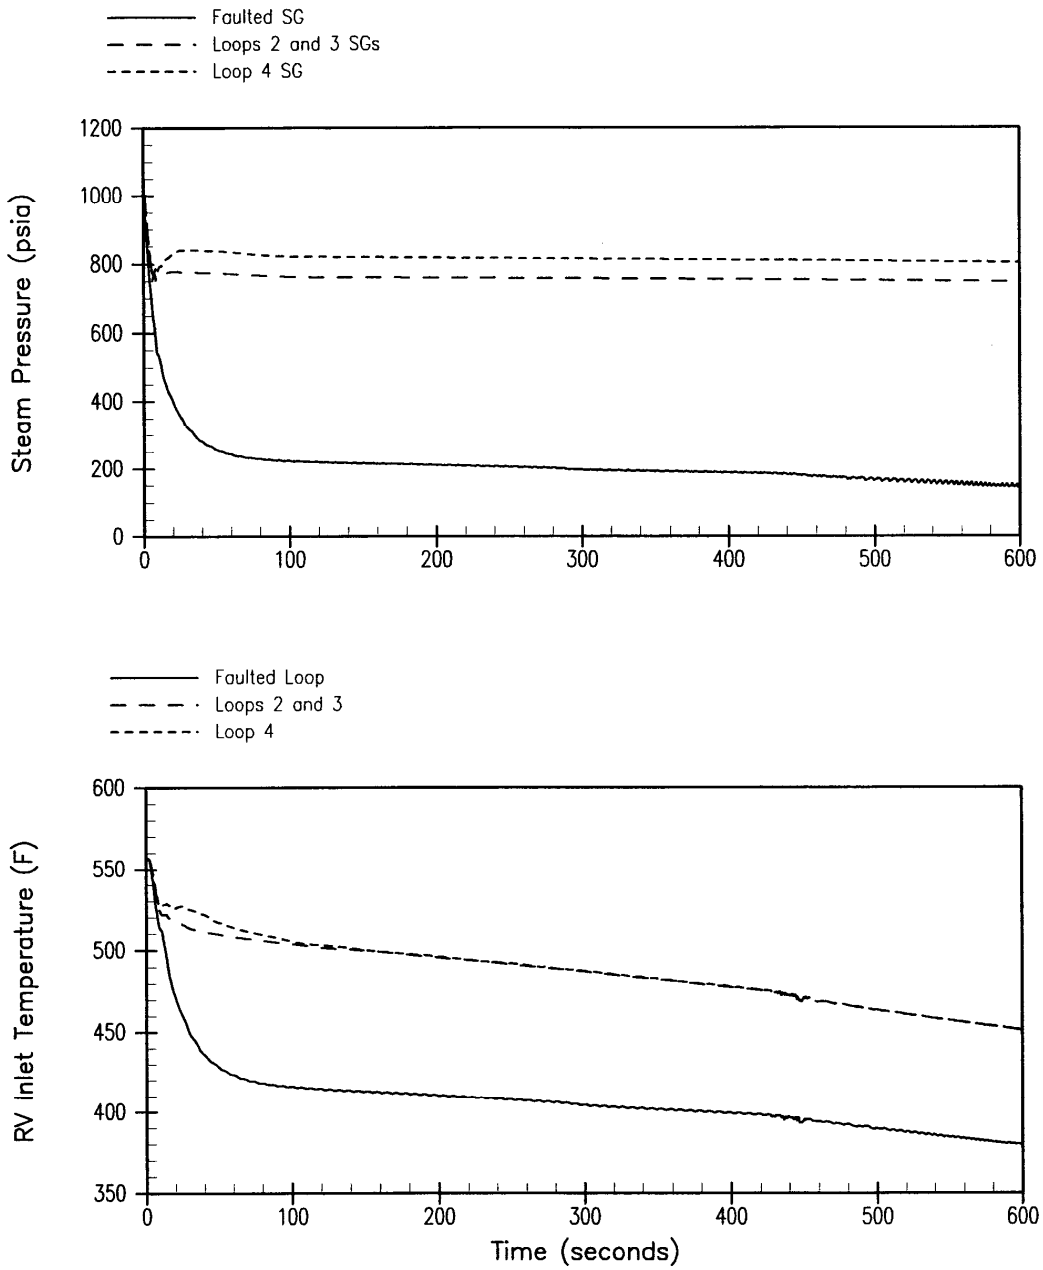 Faulted SG
Loops 2 and 3 SGs
Loop 4 SG
Steam Pressure (psia)
1200
1000
800
600
400
200
0
0 100 200 300 400 500 600
Faulted Loop
Loops 2 and 3
Loop 4
RV Inlet Temperature (F)
600
550
500
450
400
350
0 100 200 300 400 500 600
Time (seconds)